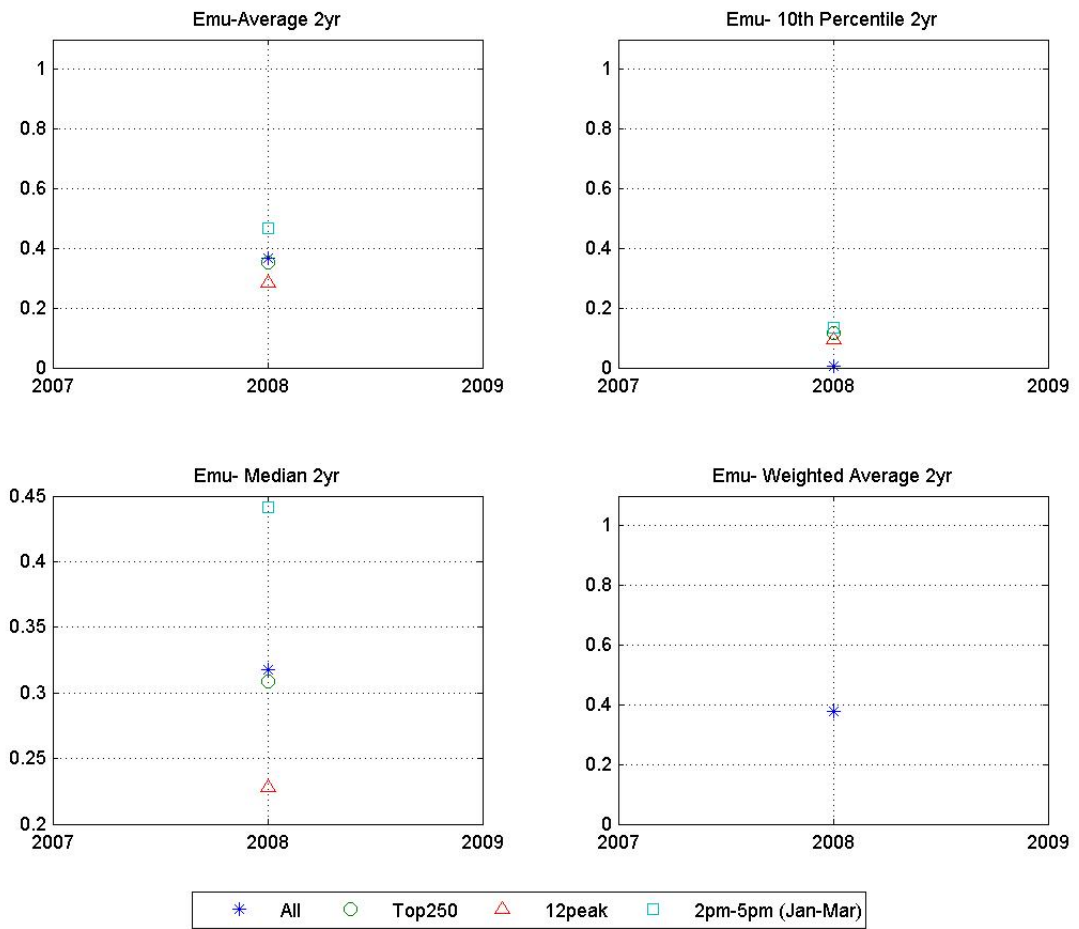 Emu-Average 2yr
1
0.8
0.6
0.4
0.2
0
2007 2008 2009
Emu- 10th Percentile 2yr
1
0.8
0.6
0.4
0.2
0
2007 2008 2009
Emu- Median 2yr
0.45
0.4
0.35
0.3
0.25
0.2
2007 2008 2009
Emu- Weighted Average 2yr
1
0.8
0.6
0.4
0.2
0
2007 2008 2009
All Top250 12peak 2pm-5pm (Jan-Mar)